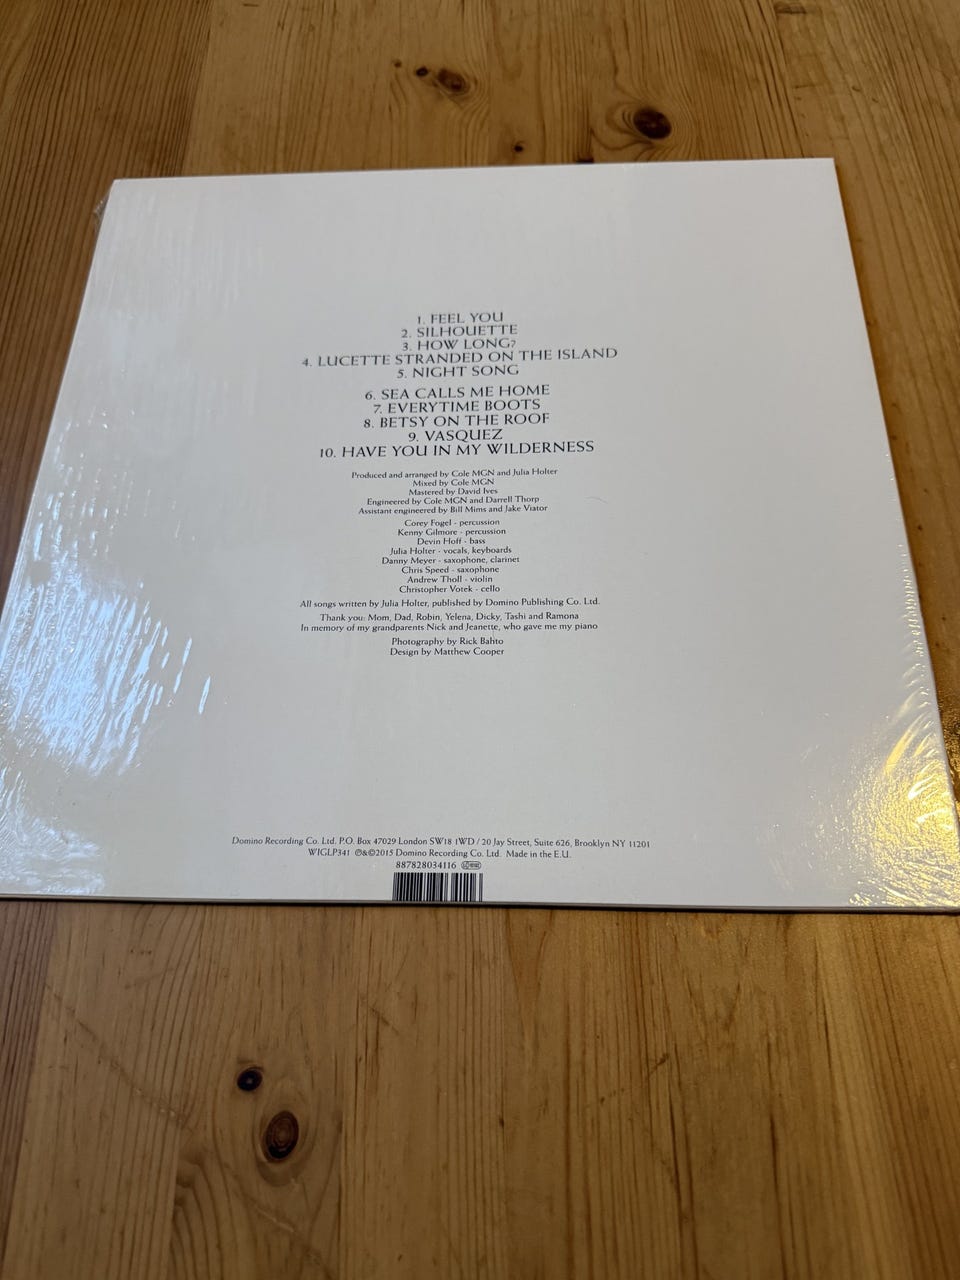 1. FEEL YOU
2. SILHOUETTE
3. HOW LONG?
4. LUCETTE STRANDED ON THE ISLAND
5. NIGHT SONG
6. SEA CALLS ME HOME
7. EVERYTIME BOOTS
8. BETSY ON THE ROOF
9. VASQUEZ
10. HAVE YOU IN MY WILDERNESS
Produced and arranged by Cole MGN and Julia Holter
Mixed by Cole MGN
Mastered by David Ives
Engineered by Cole MGN and Darrell Thorp
Assistant engineered by Bill Mims and Jake Viator
Corey Fogel - percussion
Kenny Gilmore - percussion
Devin Hoff - bass
Julia Holter - vocals, keyboards
Danny Meyer - saxophone, clarinet
Chris Speed - saxophone
Andrew Tholl - violin
Christopher Votek - cello
All songs written by Julia Holter, published by Domino Publishing Co. Ltd.
Thank you: Mom, Dad, Robin, Yelena, Dicky, Tashi and Ramona
In memory of my grandparents Nick and Jeanette, who gave me my piano
Photography by Rick Bahto
Design by Matthew Cooper
Domino Recording Co. Ltd. P.O. Box 47029 London SW18 1WD / 20 Jay Street, Suite 626, Brooklyn NY 11201
WIGLP341 ℗&©2015 Domino Recording Co. Ltd. Made in the E.U.
887828034116